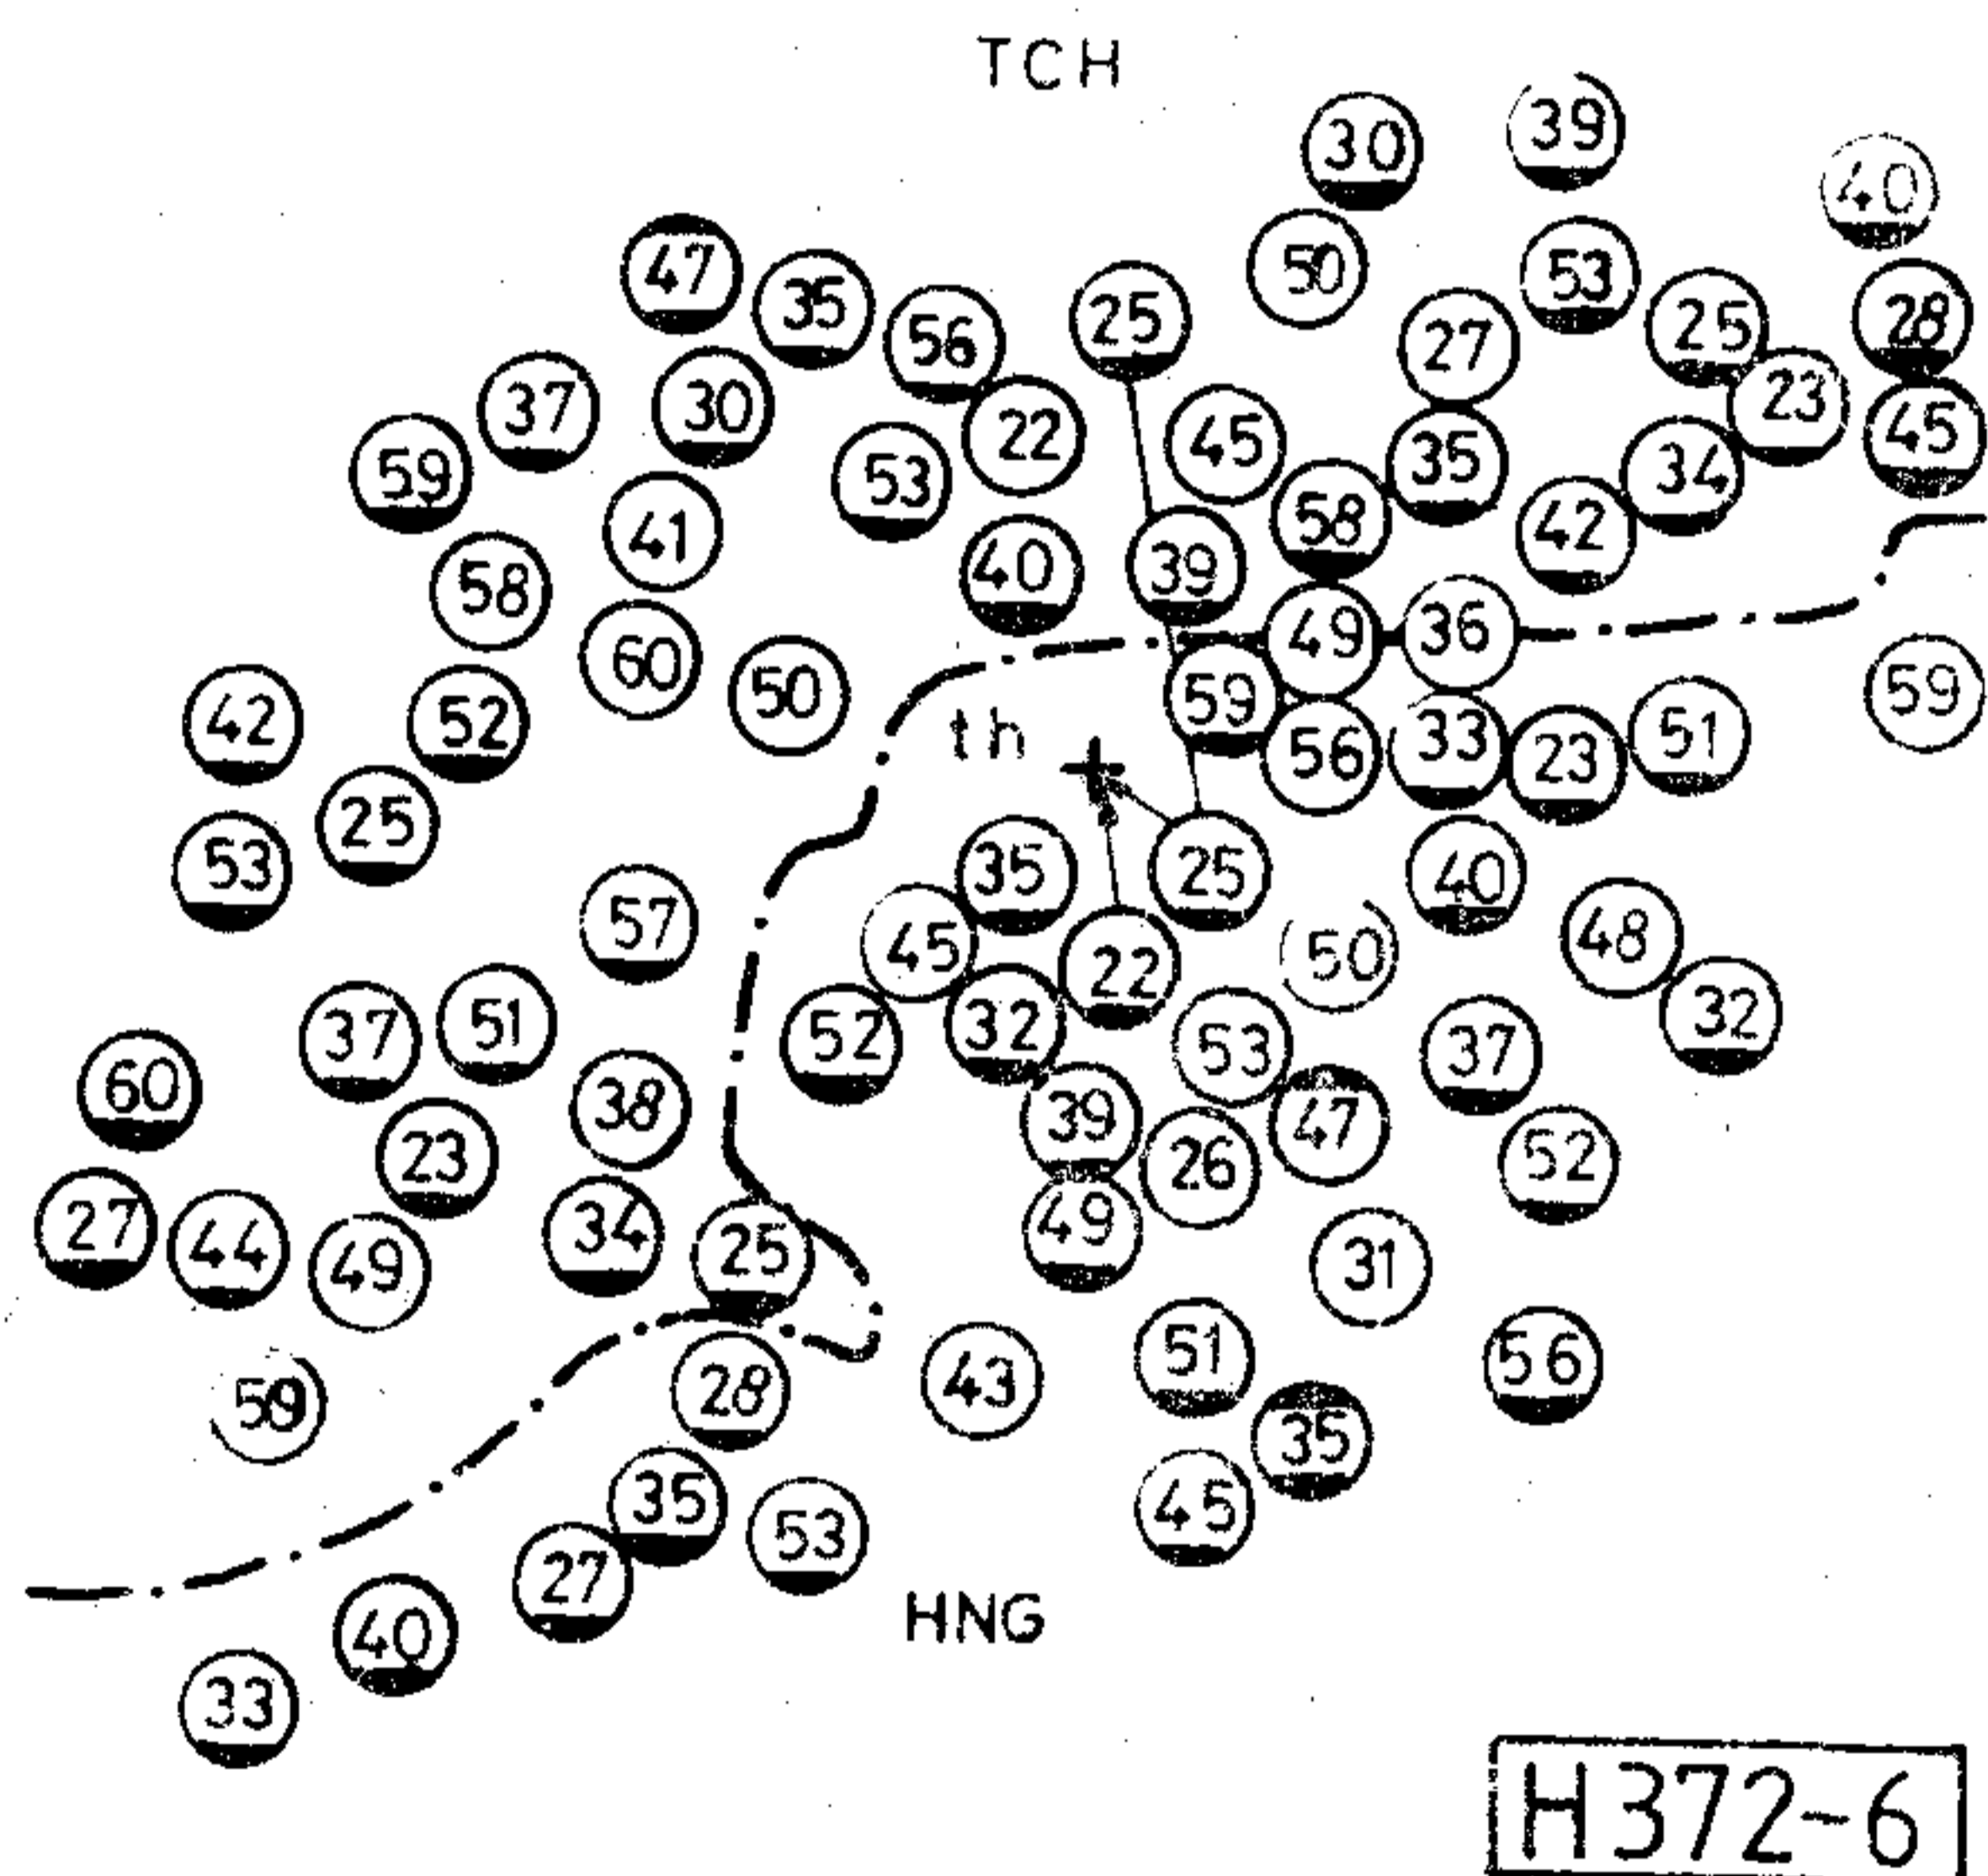 TCH
30 39
40
47 35 56 25 50 53 25 28
37 30 22 27 23
59 53 45 35 34 45
41 58 42
58 40 39
60 50 49 36
42 52 th 59 56 33 23 51 59
53 25 35 25 40
57 45 22 50 48
37 51 52 32 53 37 32
60 38 39 47
23 26 52
27 44 49 34 25 49 31
59 28 43 51 56
35 35
27 53 45
40 HNG
33
H372-6